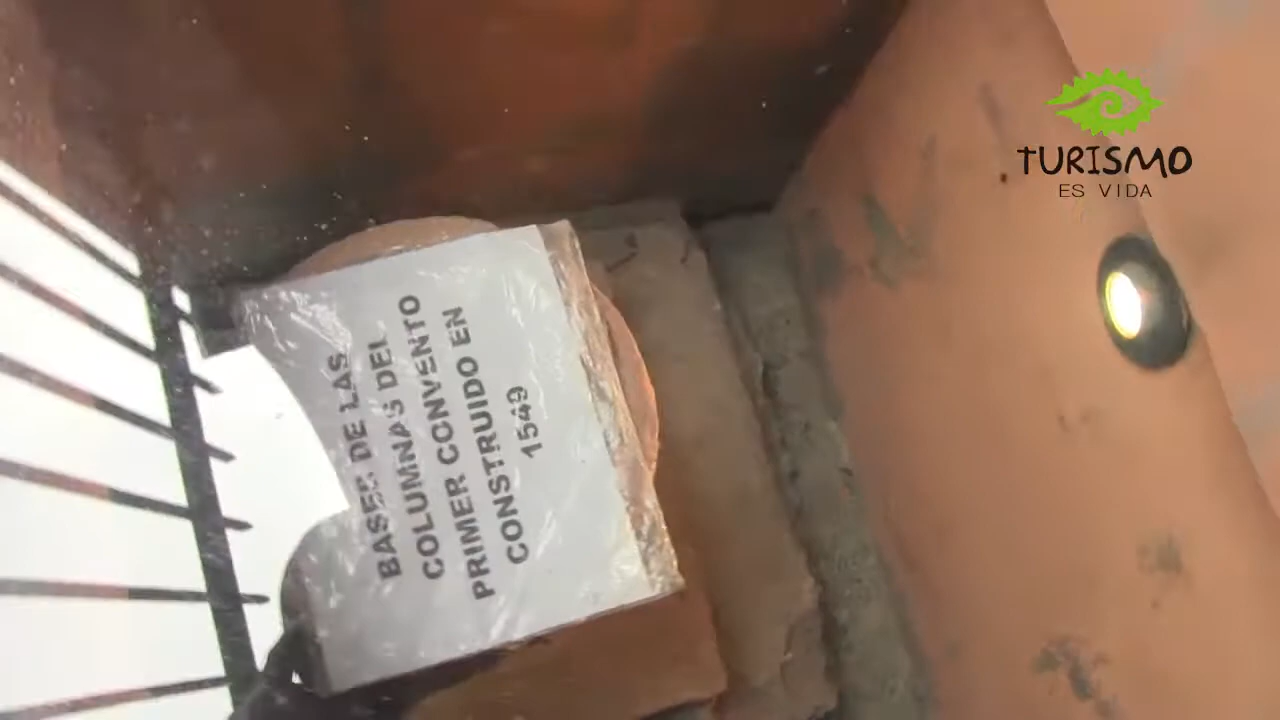 BASES DE LAS
COLUMNAS DEL
PRIMER CONVENTO
CONSTRUIDO EN
1549
TURISMO
ES VIDA